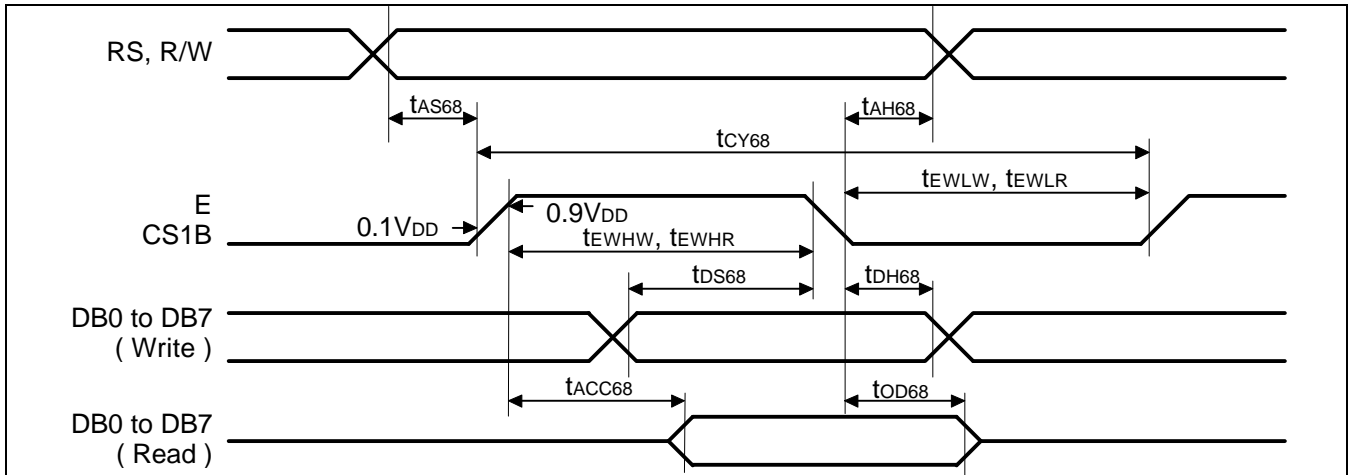 RS, R/W
tAS68
tAH68
tCY68
tEWLW, tEWLR
E
CS1B
0.1VDD
0.9VDD
tEWHW, tEWHR
tDS68
tDH68
DB0 to DB7
( Write )
tACC68
tOD68
DB0 to DB7
( Read )